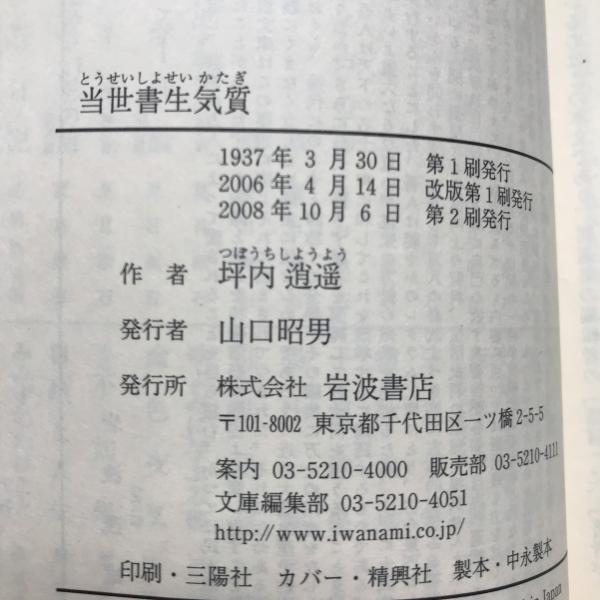 とうせいしよせい かたぎ
当世書生気質
1937年3月30日 第1刷発行
2006年4月14日 改版第1刷発行
2008年10月6日 第2刷発行
つぼうちしようよう
作者 坪内逍遥
発行者 山口昭男
発行所 株式会社 岩波書店
〒101-8002 東京都千代田区一ツ橋2-5-5
案内 03-5210-4000 販売部 03-5210-4111
文庫編集部 03-5210-4051
http://www.iwanami.co.jp/
印刷・三陽社 カバー・精興社 製本・中永製本
in Japan